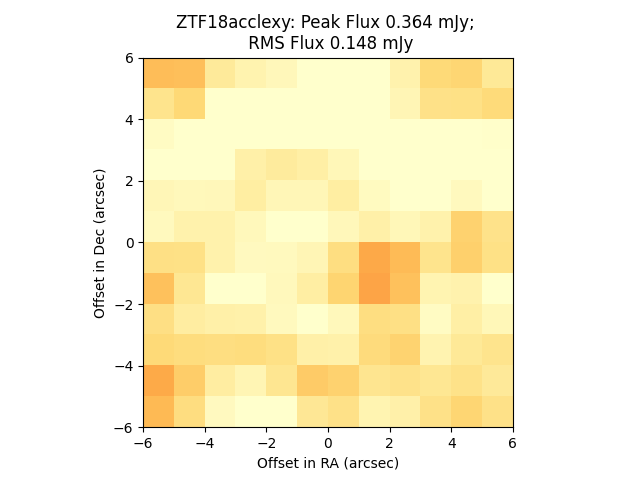 ZTF18acclexy: Peak Flux 0.364 mJy;
RMS Flux 0.148 mJy
6
4
2
0
−2
−4
−6
Offset in Dec (arcsec)
−6 −4 −2 0 2 4 6
Offset in RA (arcsec)